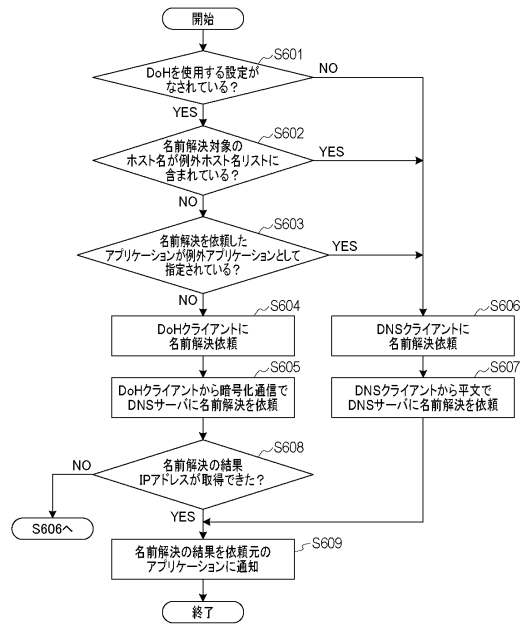 開始
S601
DoHを使用する設定が
なされている？
NO
YES
S602
名前解決対象の
ホスト名が例外ホスト名リストに
含まれている？
YES
NO
S603
名前解決を依頼した
アプリケーションが例外アプリケーションとして
指定されている？
YES
NO
S604
DoHクライアントに
名前解決依頼
S606
DNSクライアントに
名前解決依頼
S605
DoHクライアントから暗号化通信で
DNSサーバに名前解決を依頼
S607
DNSクライアントから平文で
DNSサーバに名前解決を依頼
S608
名前解決の結果
IPアドレスが取得できた？
NO
YES
S606へ
S609
名前解決の結果を依頼元の
アプリケーションに通知
終了